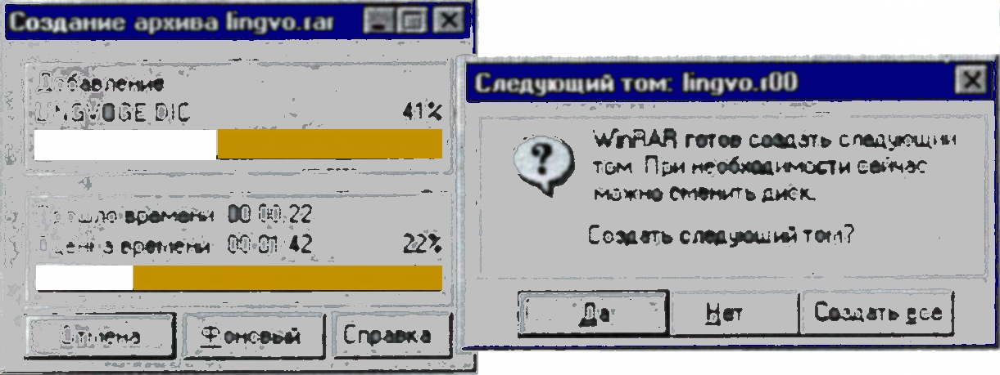 Создание архива lingvo.rar
Добавление
LINGVOGE.DIC 41%
Прошло времени 00:00:22
Оценка времени 00:01:42 22%
Отмена Фоновый Справка
Следующий том: lingvo.r00
WinRAR готов создать следующий
том. При необходимости сейчас
можно сменить диск.
Создать следующий том?
Да Нет Создать все